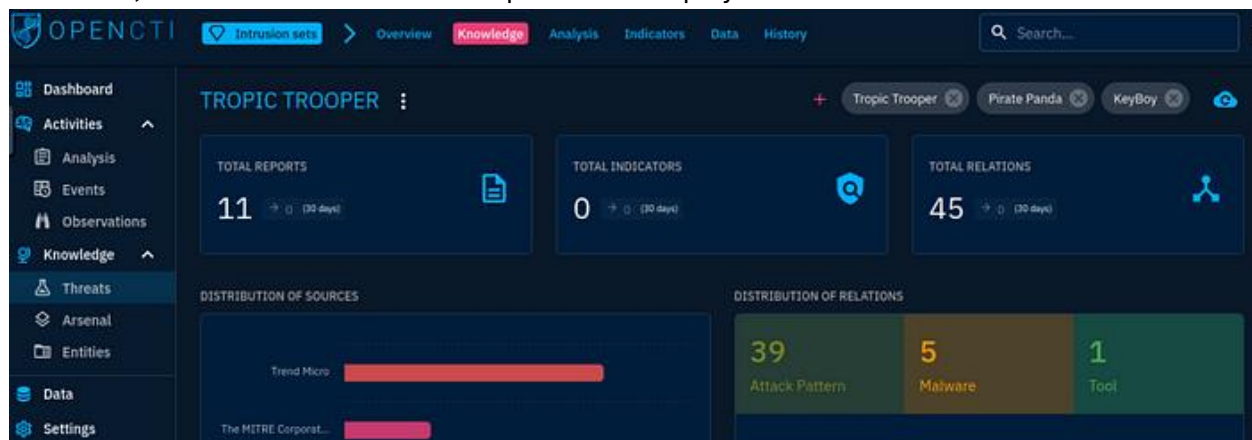 OPENCTI
Intrusion sets
Overview
Knowledge
Analysis
Indicators
Data
History
Search...
Dashboard
Activities
Analysis
Events
Observations
Knowledge
Threats
Arsenal
Entities
Data
Settings
TROPIC TROOPER
+ Tropic Trooper
Pirate Panda
KeyBoy
TOTAL REPORTS
11 → 0 (30 days)
TOTAL INDICATORS
0 → 0 (30 days)
TOTAL RELATIONS
45 → 0 (30 days)
DISTRIBUTION OF SOURCES
Trend Micro
The MITRE Corporat...
DISTRIBUTION OF RELATIONS
39
Attack Pattern
5
Malware
1
Tool